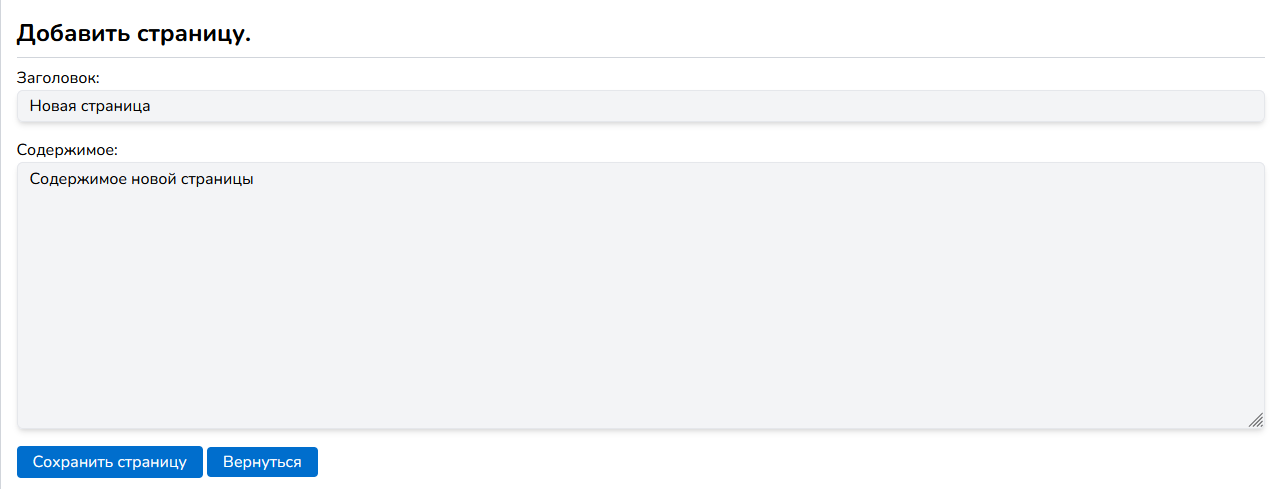 Добавить страницу.
Заголовок:
Новая страница
Содержимое:
Содержимое новой страницы
Сохранить страницу Вернуться